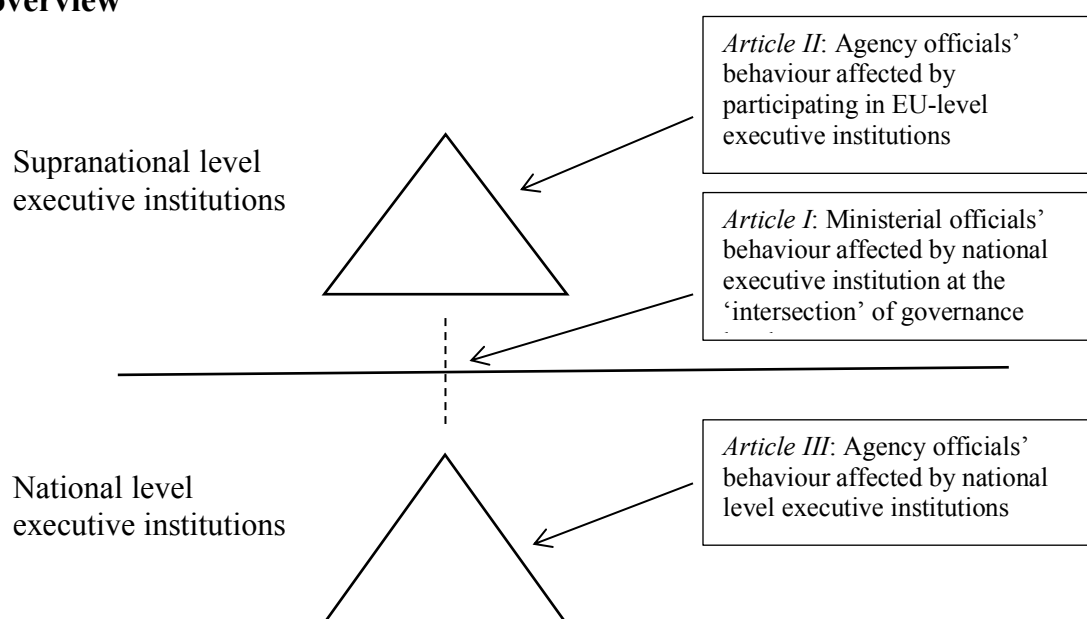 overview
Article II: Agency officials’
behaviour affected by
participating in EU-level
executive institutions
Supranational level
executive institutions
Article I: Ministerial officials’
behaviour affected by national
executive institution at the
‘intersection’ of governance
Article III: Agency officials’
behaviour affected by national
level executive institutions
National level
executive institutions